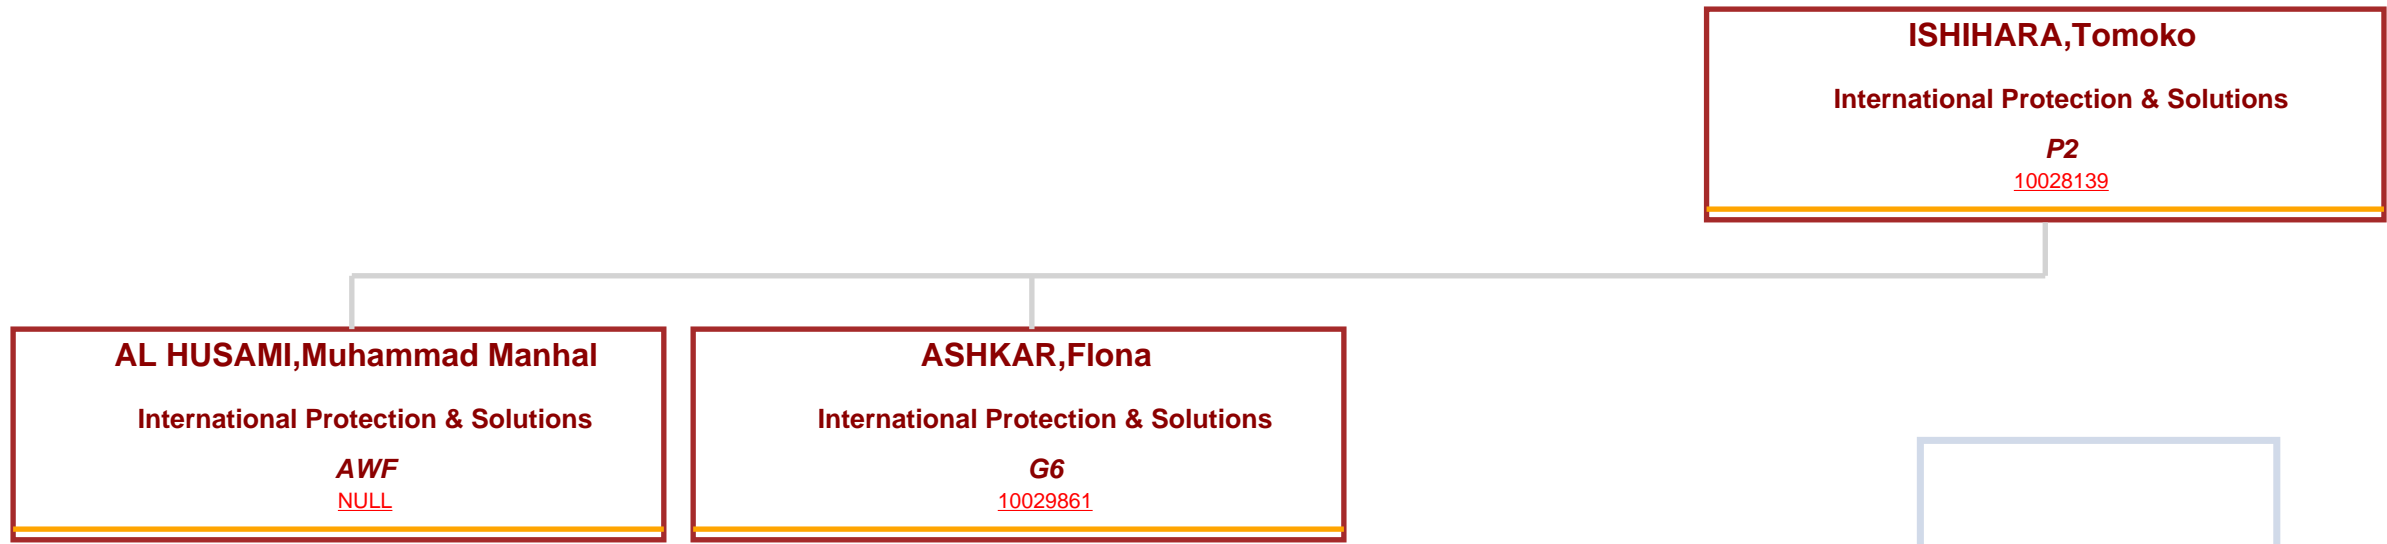 ISHIHARA,Tomoko
International Protection & Solutions
P2
10028139
AL HUSAMI,Muhammad Manhal
International Protection & Solutions
AWF
NULL
ASHKAR,Flona
International Protection & Solutions
G6
10029861